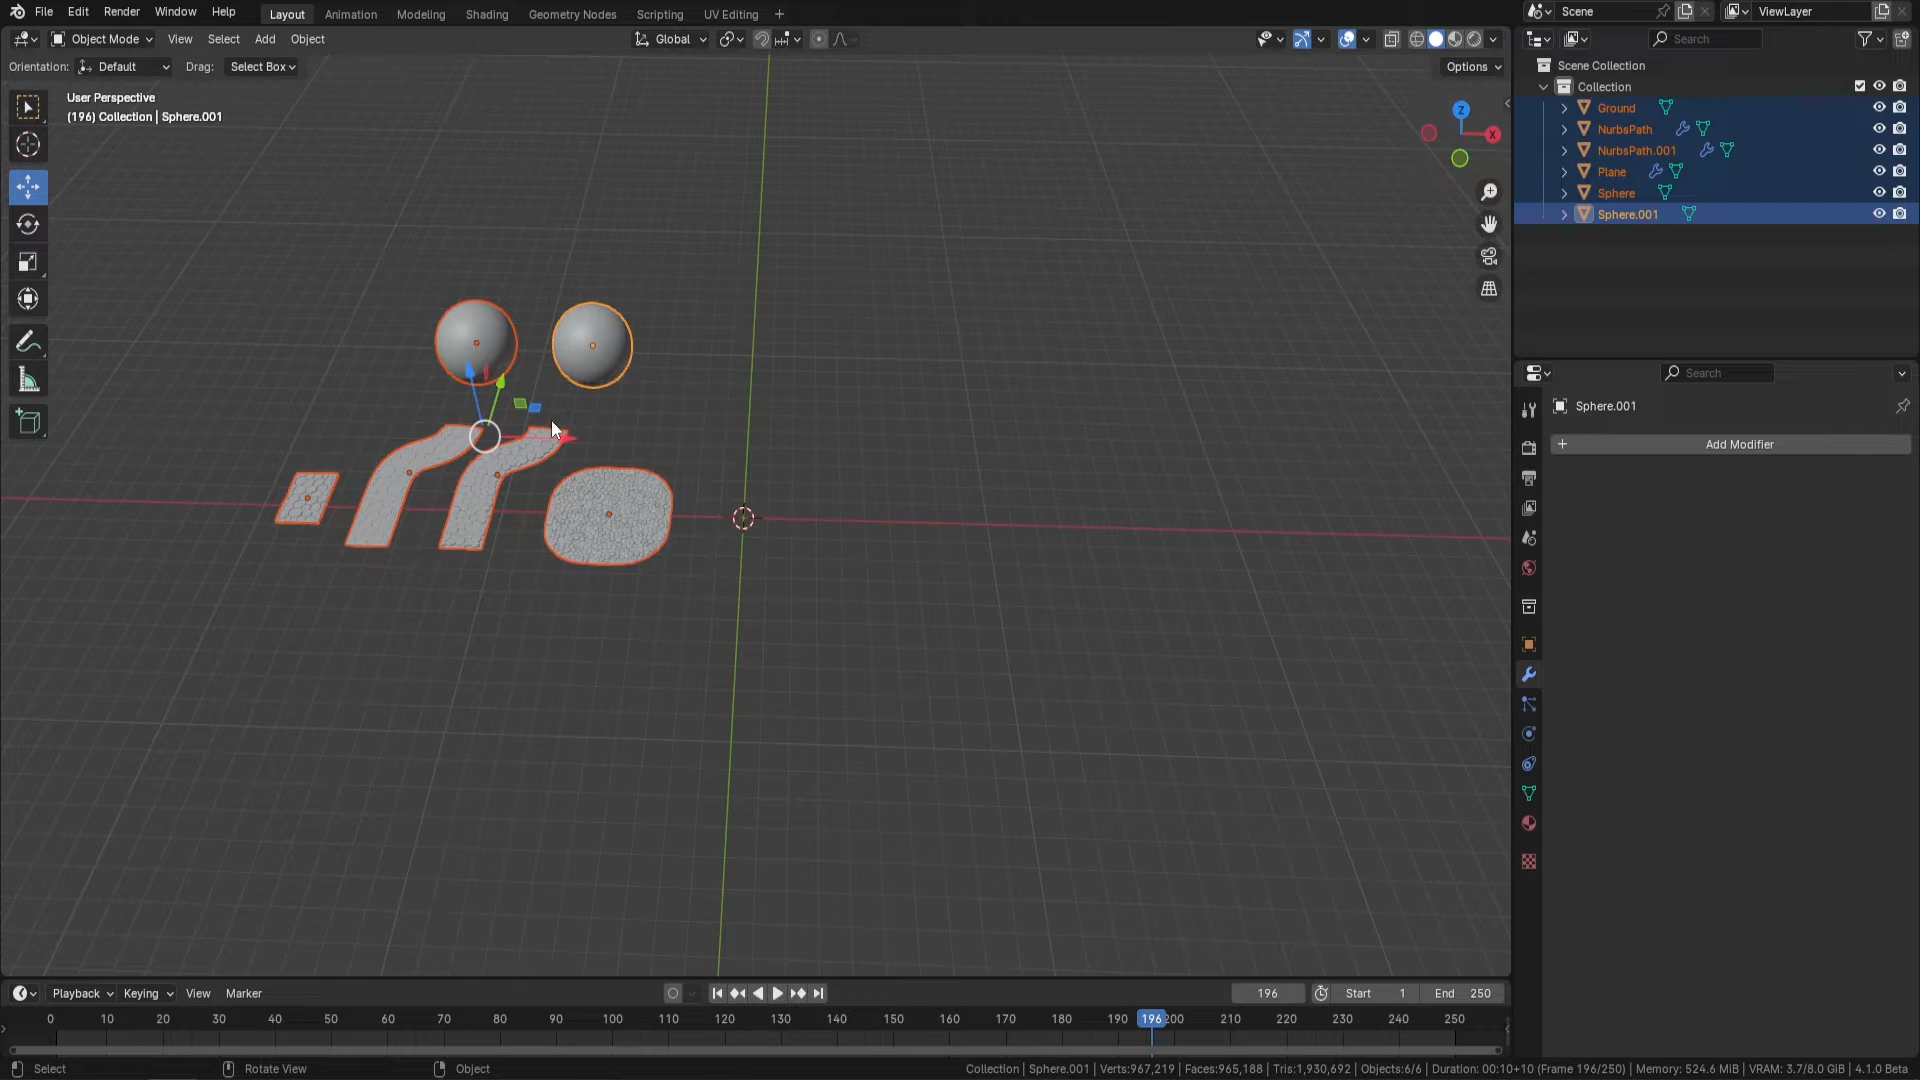 File Edit Render Window Help Layout Animation Modeling Shading Geometry Nodes Scripting UV Editing + Scene ViewLayer
Object Mode View Select Add Object Global Search
Orientation: Default Drag: Select Box Options
User Perspective
(196) Collection | Sphere.001
Z
X
Scene Collection
Collection
Ground
NurbsPath
NurbsPath.001
Plane
Sphere
Sphere.001
Search
Sphere.001
+ Add Modifier
Playback Keying View Marker 196 Start 1 End 250
0 10 20 30 40 50 60 70 80 90 100 110 120 130 140 150 160 170 180 190 196 200 210 220 230 240 250
Select Rotate View Object Collection | Sphere.001 | Verts:967,219 | Faces:965,188 | Tris:1,930,692 | Objects:6/6 | Duration: 00:10+10 (Frame 196/250) | Memory: 524.6 MiB | VRAM: 3.7/8.0 GiB | 4.1.0 Beta